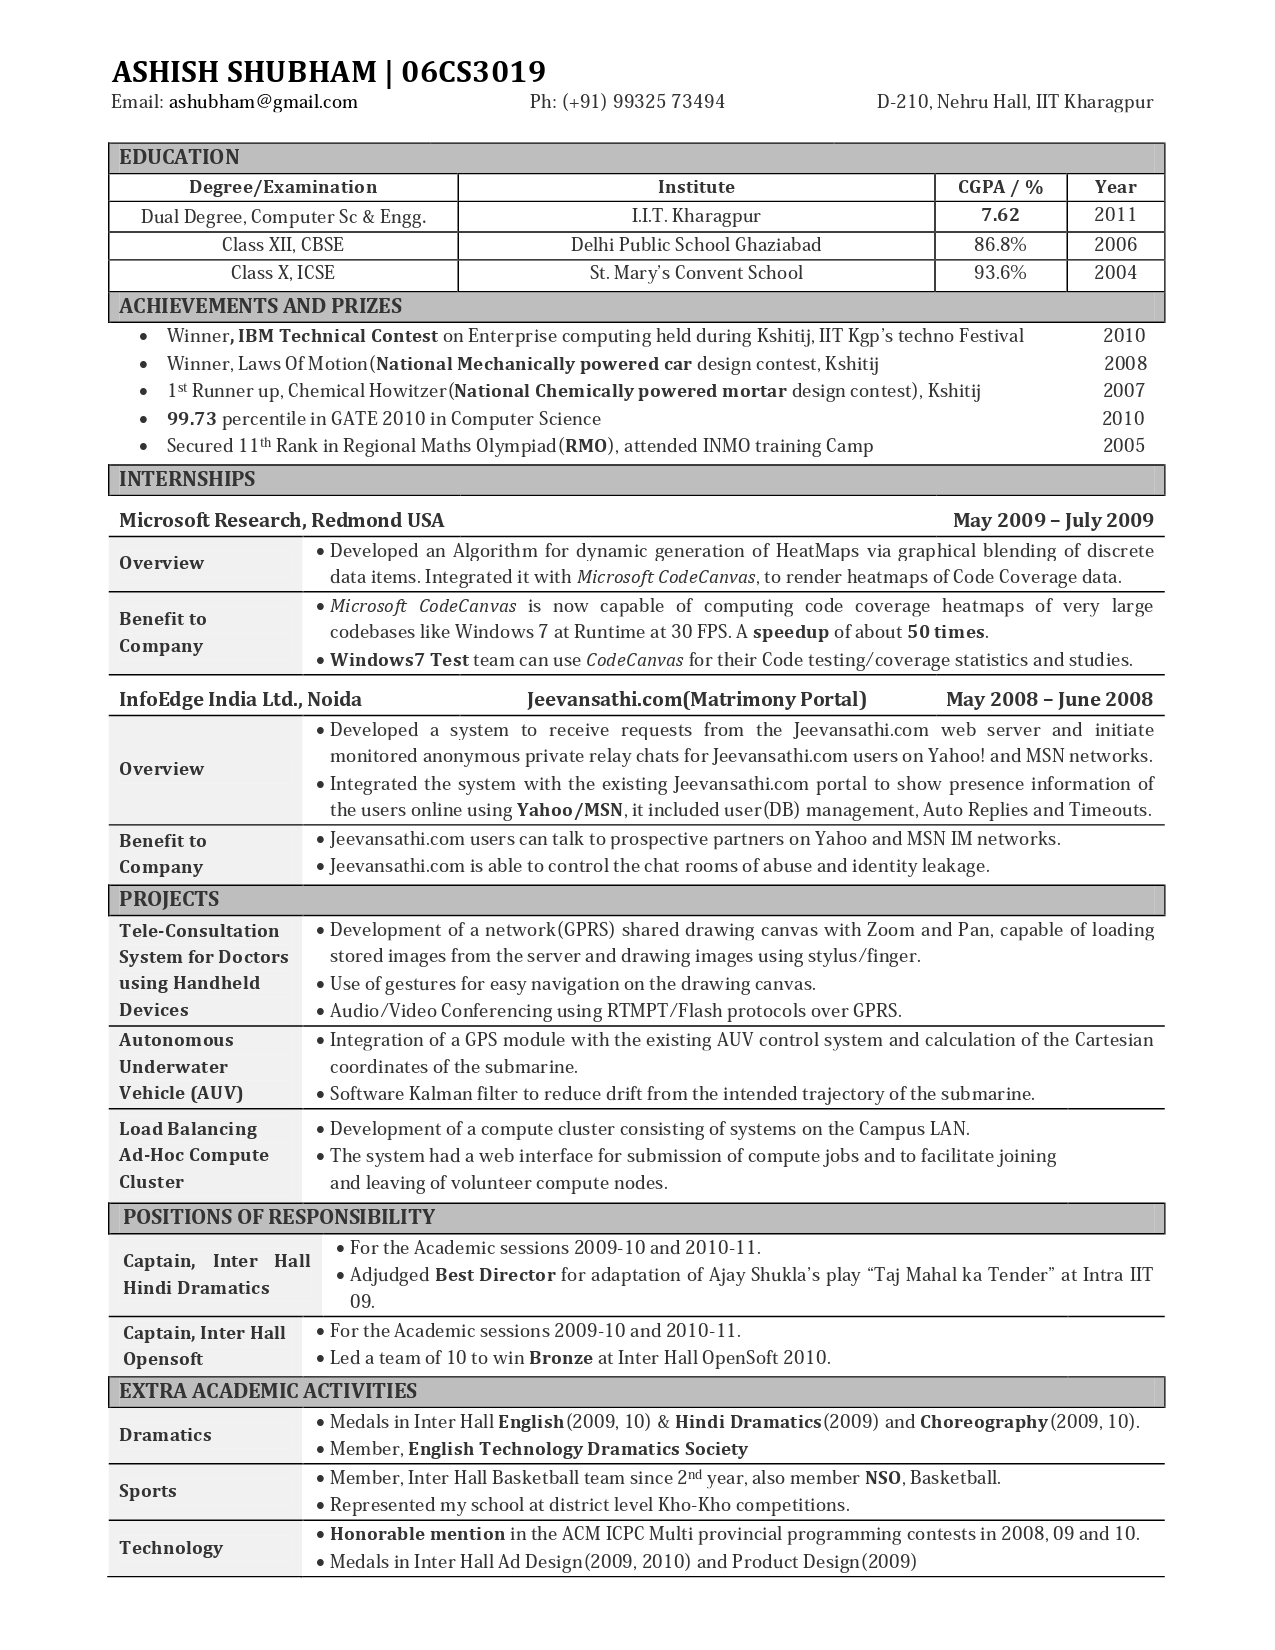 ASHISH SHUBHAM | 06CS3019
Email: ashubham@gmail.com Ph: (+91) 99325 73494 D-210, Nehru Hall, IIT Kharagpur
EDUCATION
Degree/Examination Institute CGPA / % Year
Dual Degree, Computer Sc & Engg. I.I.T. Kharagpur 7.62 2011
Class XII, CBSE Delhi Public School Ghaziabad 86.8% 2006
Class X, ICSE St. Mary's Convent School 93.6% 2004
ACHIEVEMENTS AND PRIZES
• Winner, IBM Technical Contest on Enterprise computing held during Kshitij, IIT Kgp's techno Festival 2010
• Winner, Laws Of Motion(National Mechanically powered car design contest, Kshitij 2008
• 1st Runner up, Chemical Howitzer(National Chemically powered mortar design contest), Kshitij 2007
• 99.73 percentile in GATE 2010 in Computer Science 2010
• Secured 11th Rank in Regional Maths Olympiad(RMO), attended INMO training Camp 2005
INTERNSHIPS
Microsoft Research, Redmond USA May 2009 – July 2009
Overview
• Developed an Algorithm for dynamic generation of HeatMaps via graphical blending of discrete
data items. Integrated it with Microsoft CodeCanvas, to render heatmaps of Code Coverage data.
Benefit to
Company
• Microsoft CodeCanvas is now capable of computing code coverage heatmaps of very large
codebases like Windows 7 at Runtime at 30 FPS. A speedup of about 50 times.
• Windows7 Test team can use CodeCanvas for their Code testing/coverage statistics and studies.
InfoEdge India Ltd., Noida Jeevansathi.com(Matrimony Portal) May 2008 – June 2008
Overview
• Developed a system to receive requests from the Jeevansathi.com web server and initiate
monitored anonymous private relay chats for Jeevansathi.com users on Yahoo! and MSN networks.
• Integrated the system with the existing Jeevansathi.com portal to show presence information of
the users online using Yahoo/MSN, it included user(DB) management, Auto Replies and Timeouts.
Benefit to
Company
• Jeevansathi.com users can talk to prospective partners on Yahoo and MSN IM networks.
• Jeevansathi.com is able to control the chat rooms of abuse and identity leakage.
PROJECTS
Tele-Consultation
System for Doctors
using Handheld
Devices
• Development of a network(GPRS) shared drawing canvas with Zoom and Pan, capable of loading
stored images from the server and drawing images using stylus/finger.
• Use of gestures for easy navigation on the drawing canvas.
• Audio/Video Conferencing using RTMPT/Flash protocols over GPRS.
Autonomous
Underwater
Vehicle (AUV)
• Integration of a GPS module with the existing AUV control system and calculation of the Cartesian
coordinates of the submarine.
• Software Kalman filter to reduce drift from the intended trajectory of the submarine.
Load Balancing
Ad-Hoc Compute
Cluster
• Development of a compute cluster consisting of systems on the Campus LAN.
• The system had a web interface for submission of compute jobs and to facilitate joining
and leaving of volunteer compute nodes.
POSITIONS OF RESPONSIBILITY
Captain, Inter Hall
Hindi Dramatics
• For the Academic sessions 2009-10 and 2010-11.
• Adjudged Best Director for adaptation of Ajay Shukla's play “Taj Mahal ka Tender” at Intra IIT
09.
Captain, Inter Hall
Opensoft
• For the Academic sessions 2009-10 and 2010-11.
• Led a team of 10 to win Bronze at Inter Hall OpenSoft 2010.
EXTRA ACADEMIC ACTIVITIES
Dramatics
• Medals in Inter Hall English(2009, 10) & Hindi Dramatics(2009) and Choreography(2009, 10).
• Member, English Technology Dramatics Society
Sports
• Member, Inter Hall Basketball team since 2nd year, also member NSO, Basketball.
• Represented my school at district level Kho-Kho competitions.
Technology
• Honorable mention in the ACM ICPC Multi provincial programming contests in 2008, 09 and 10.
• Medals in Inter Hall Ad Design(2009, 2010) and Product Design(2009)